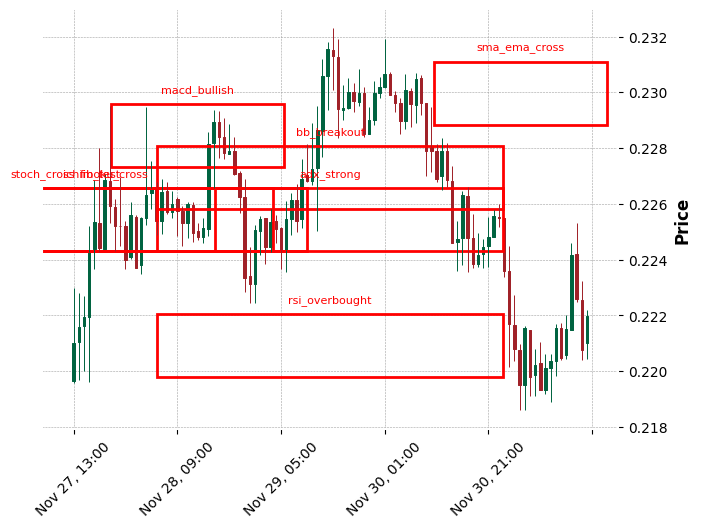 sma_ema_cross
macd_bullish
bb_breakout
stoch_cross
adx_strong
rsi_overbought
0.232
0.230
0.228
0.226
0.224
0.222
0.220
0.218
Price
Nov 27, 13:00
Nov 28, 09:00
Nov 29, 05:00
Nov 30, 01:00
Nov 30, 21:00